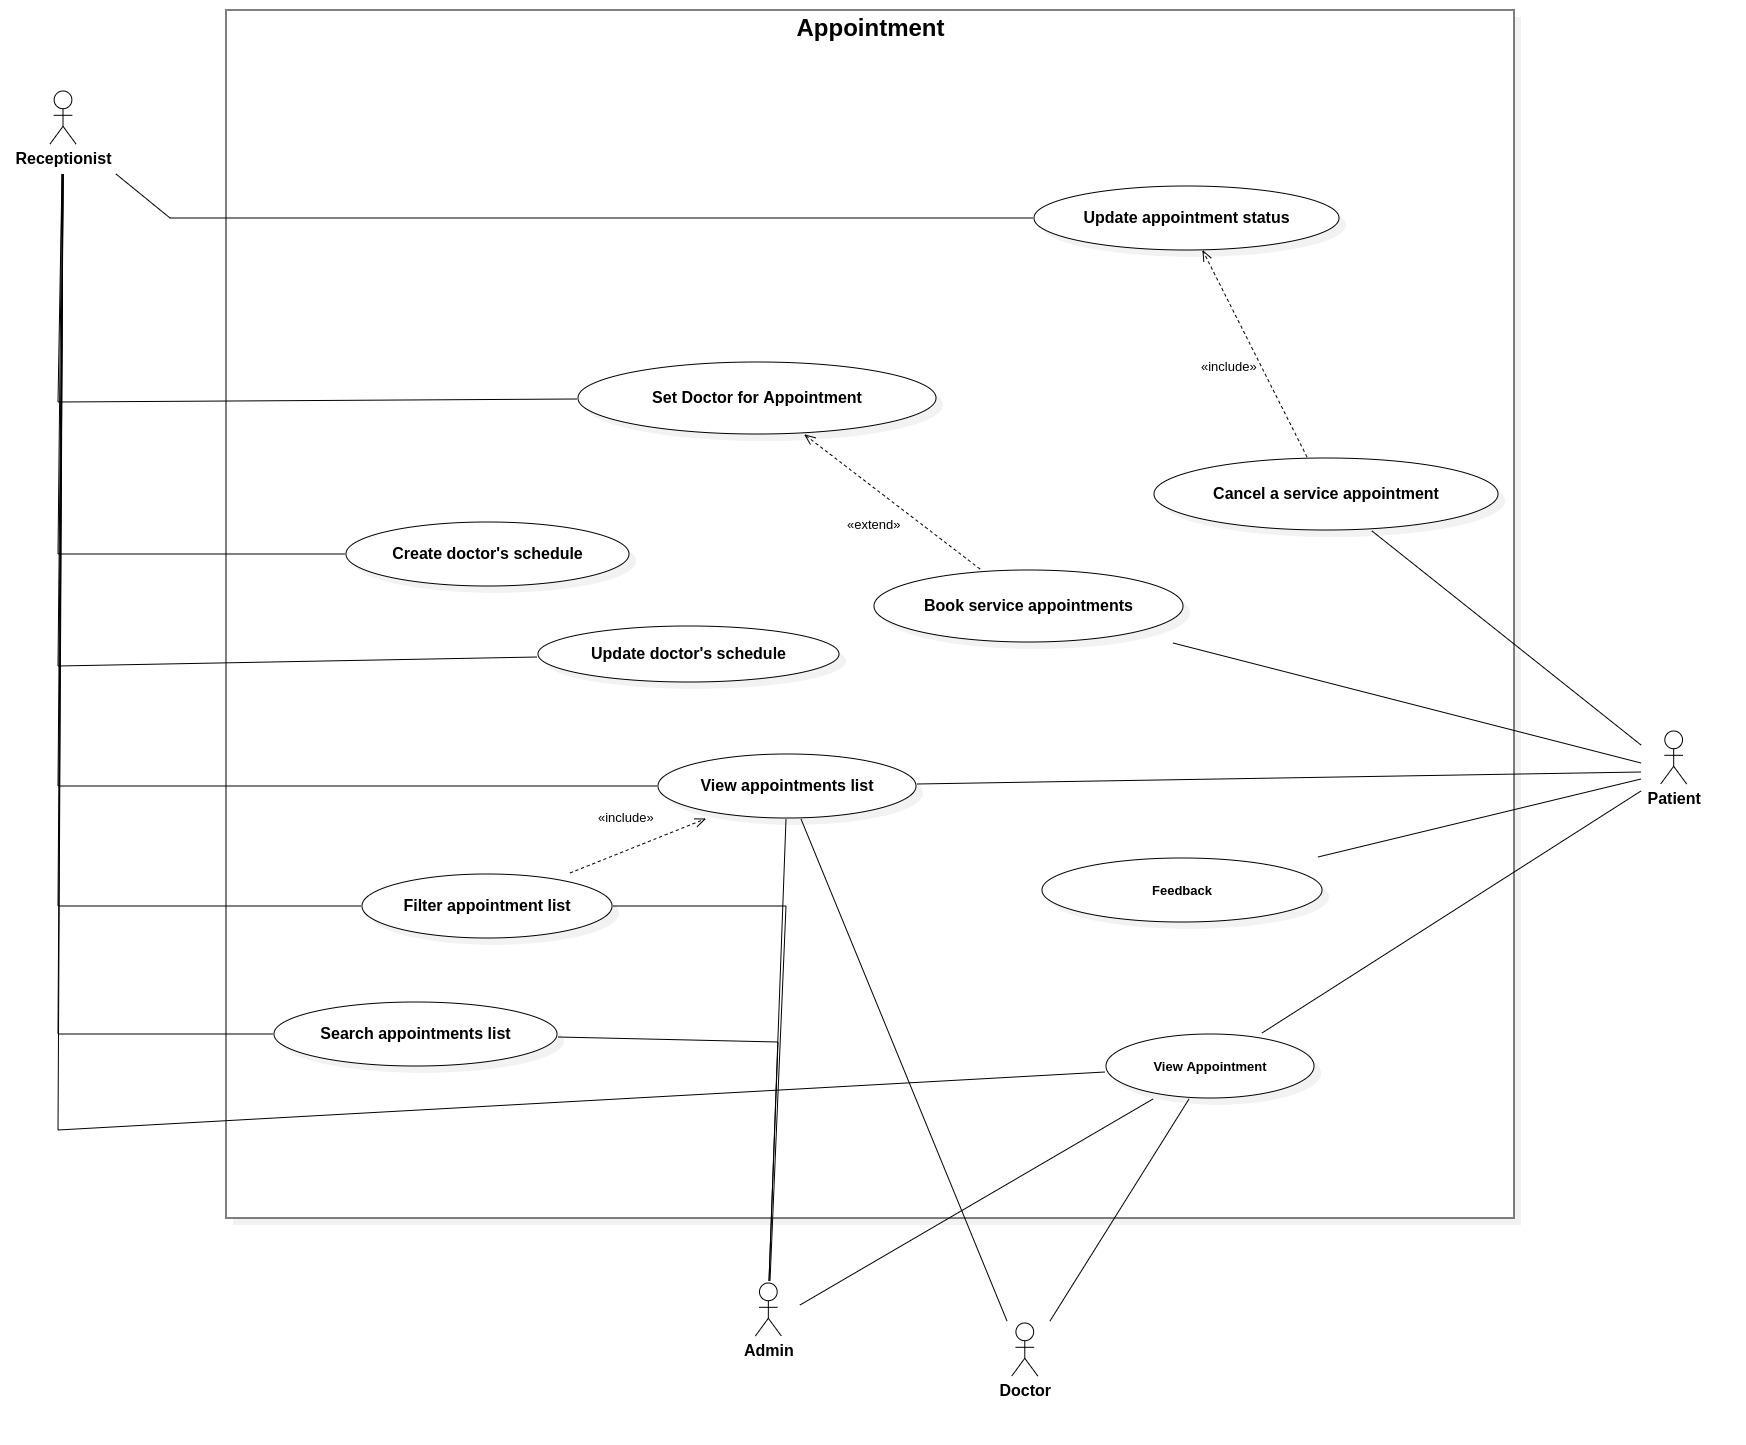 Appointment
Receptionist
Update appointment status
«include»
Set Doctor for Appointment
Cancel a service appointment
«extend»
Create doctor's schedule
Book service appointments
Update doctor's schedule
View appointments list
Patient
«include»
Feedback
Filter appointment list
Search appointments list
View Appointment
Admin
Doctor